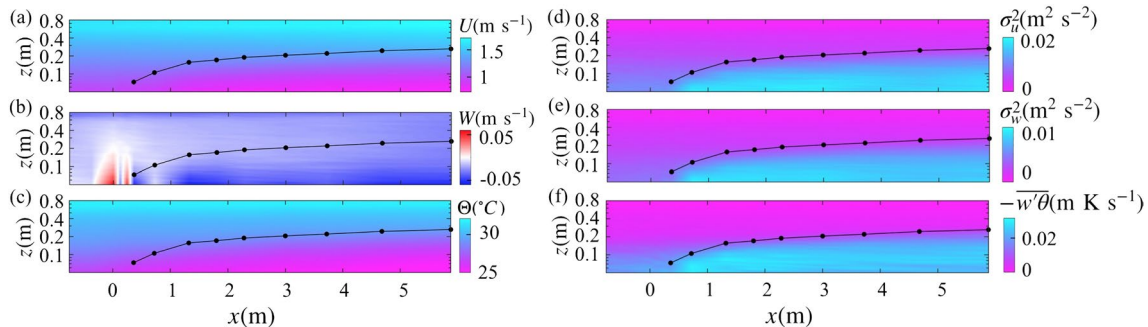 (a)
U(m s⁻¹)
0.8
0.4
0.2
0.1
z(m)
1.5
1
(b)
W(m s⁻¹)
0.8
0.4
0.2
0.1
z(m)
0.05
-0.05
(c)
Θ(°C)
0.8
0.4
0.2
0.1
z(m)
30
25
0 1 2 3 4 5
x(m)
(d)
σ²ᵤ(m² s⁻²)
0.8
0.4
0.2
0.1
z(m)
0.02
0
(e)
σ²_w(m² s⁻²)
0.8
0.4
0.2
0.1
z(m)
0.01
0
(f)
−w′θ̅(m K s⁻¹)
0.8
0.4
0.2
0.1
z(m)
0.02
0
0 1 2 3 4 5
x(m)